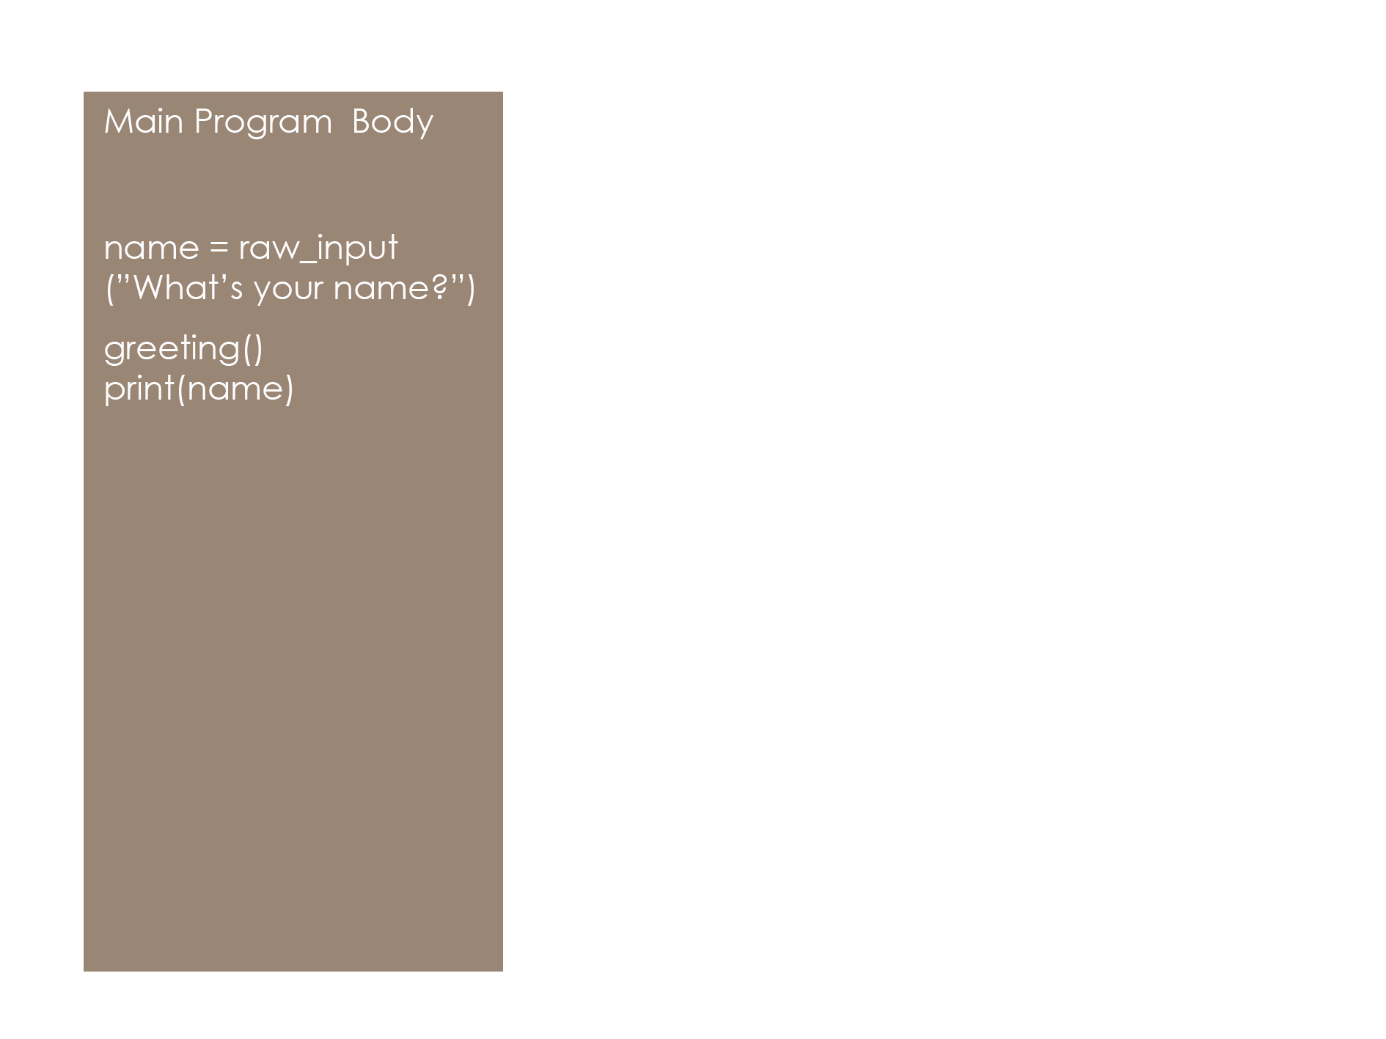 Main Program  Body
name = raw_input
(”What’s your name?”)
greeting()
print(name)